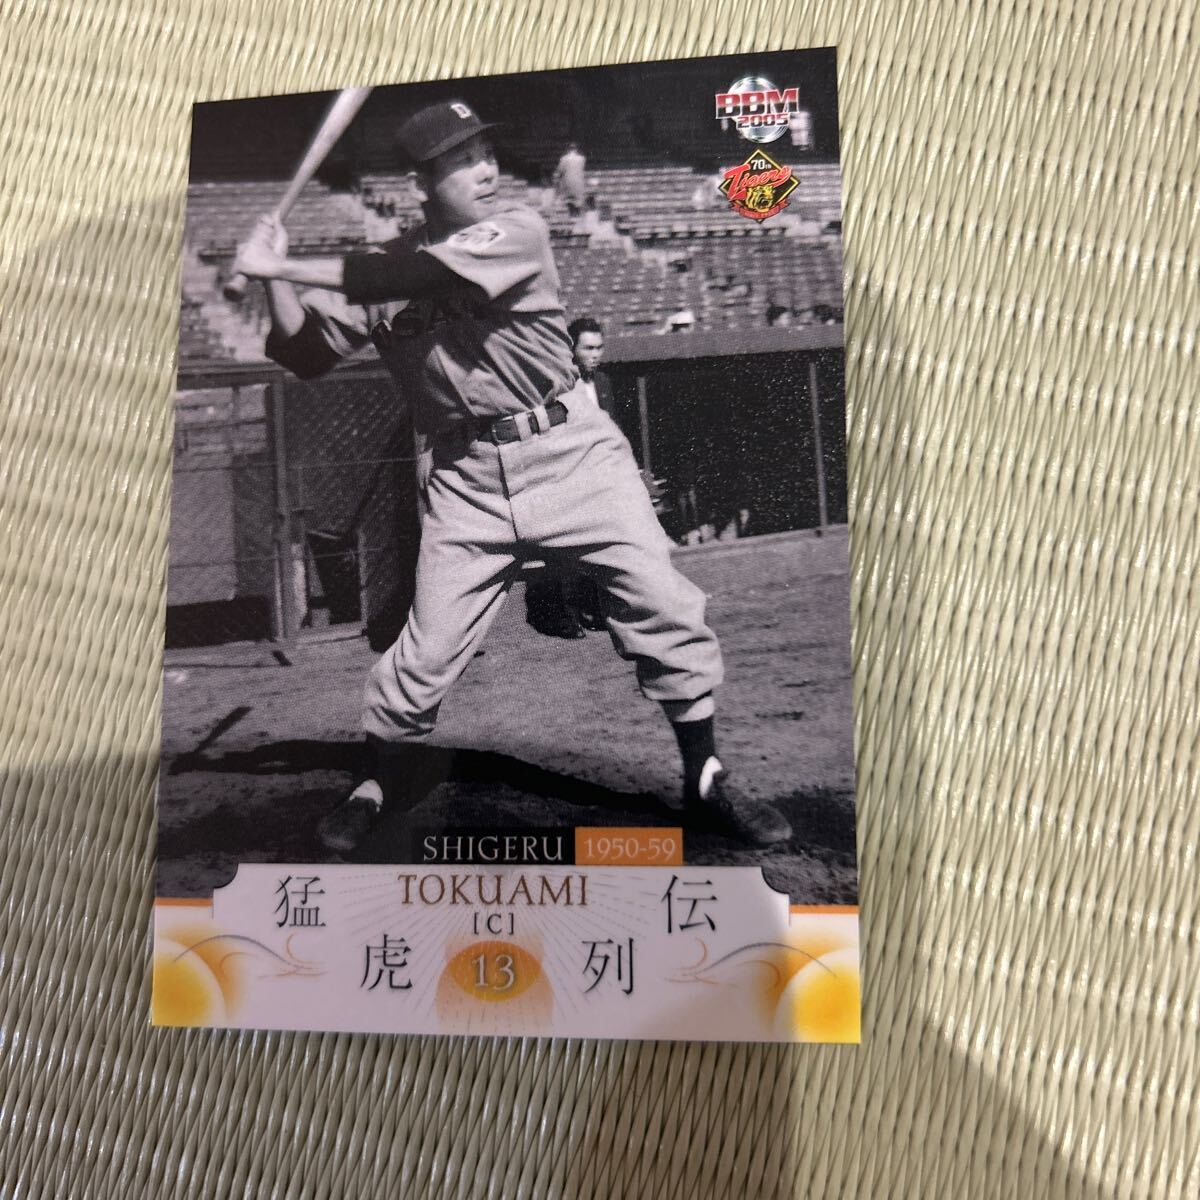 BBM
2005
70TH
Tigers
D
SHIGERU 1950-59
TOKUAMI
[C]
13
猛虎列伝